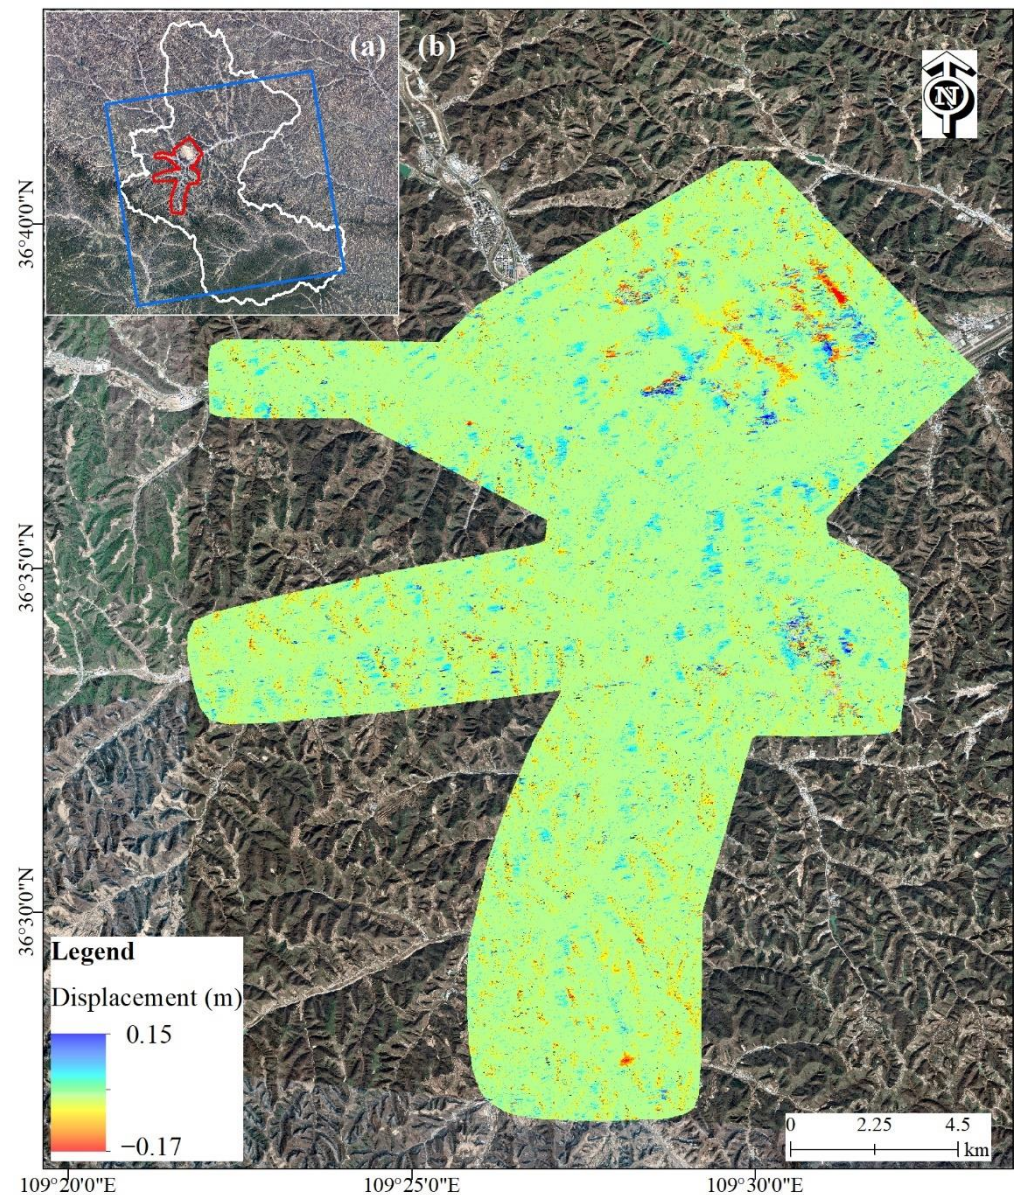 (a)
(b)
N
36°40'0"N
36°35'0"N
36°30'0"N
Legend
Displacement (m)
0.15
−0.17
0 2.25 4.5
km
109°20'0"E 109°25'0"E 109°30'0"E